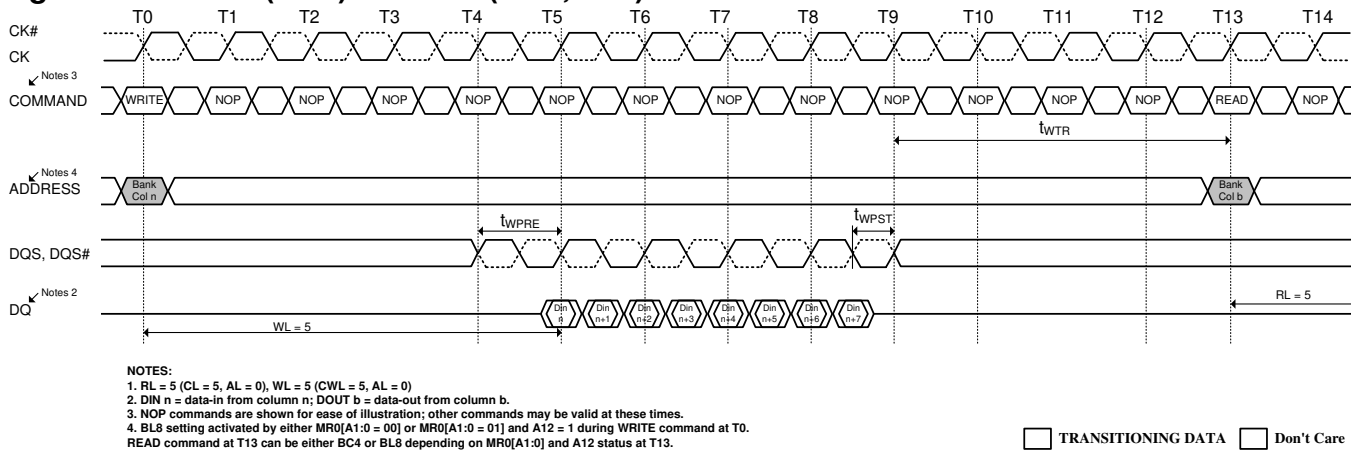 T0 T1 T2 T3 T4 T5 T6 T7 T8 T9 T10 T11 T12 T13 T14
CK#
CK
Notes 3
COMMAND WRITE NOP NOP NOP NOP NOP NOP NOP NOP NOP NOP NOP NOP READ NOP
tWTR
Notes 4
ADDRESS Bank Col n Bank Col b
tWPRE tWPST
DQS, DQS#
Notes 2
DQ Din n Din n+1 Din n+2 Din n+3 Din n+4 Din n+5 Din n+6 Din n+7 RL = 5
WL = 5
NOTES:
1. RL = 5 (CL = 5, AL = 0), WL = 5 (CWL = 5, AL = 0)
2. DIN n = data-in from column n; DOUT b = data-out from column b.
3. NOP commands are shown for ease of illustration; other commands may be valid at these times.
4. BL8 setting activated by either MR0[A1:0 = 00] or MR0[A1:0 = 01] and A12 = 1 during WRITE command at T0.
READ command at T13 can be either BC4 or BL8 depending on MR0[A1:0] and A12 status at T13.
TRANSITIONING DATA Don't Care